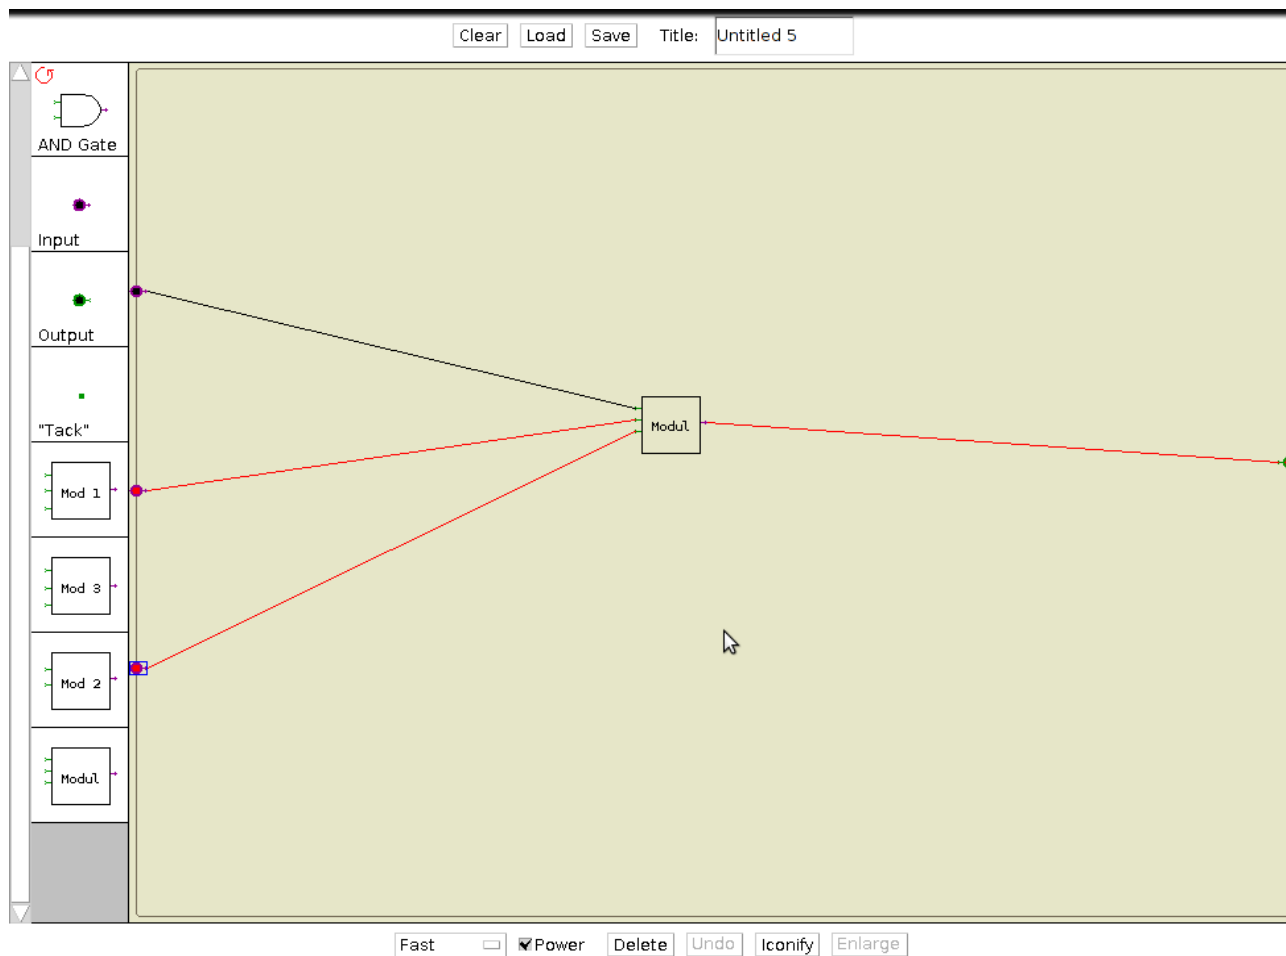 Clear Load Save Title: Untitled 5
AND Gate
Input
Output
"Tack"
Mod 1
Mod 3
Mod 2
Modul
Modul
Fast Power Delete Undo Iconify Enlarge